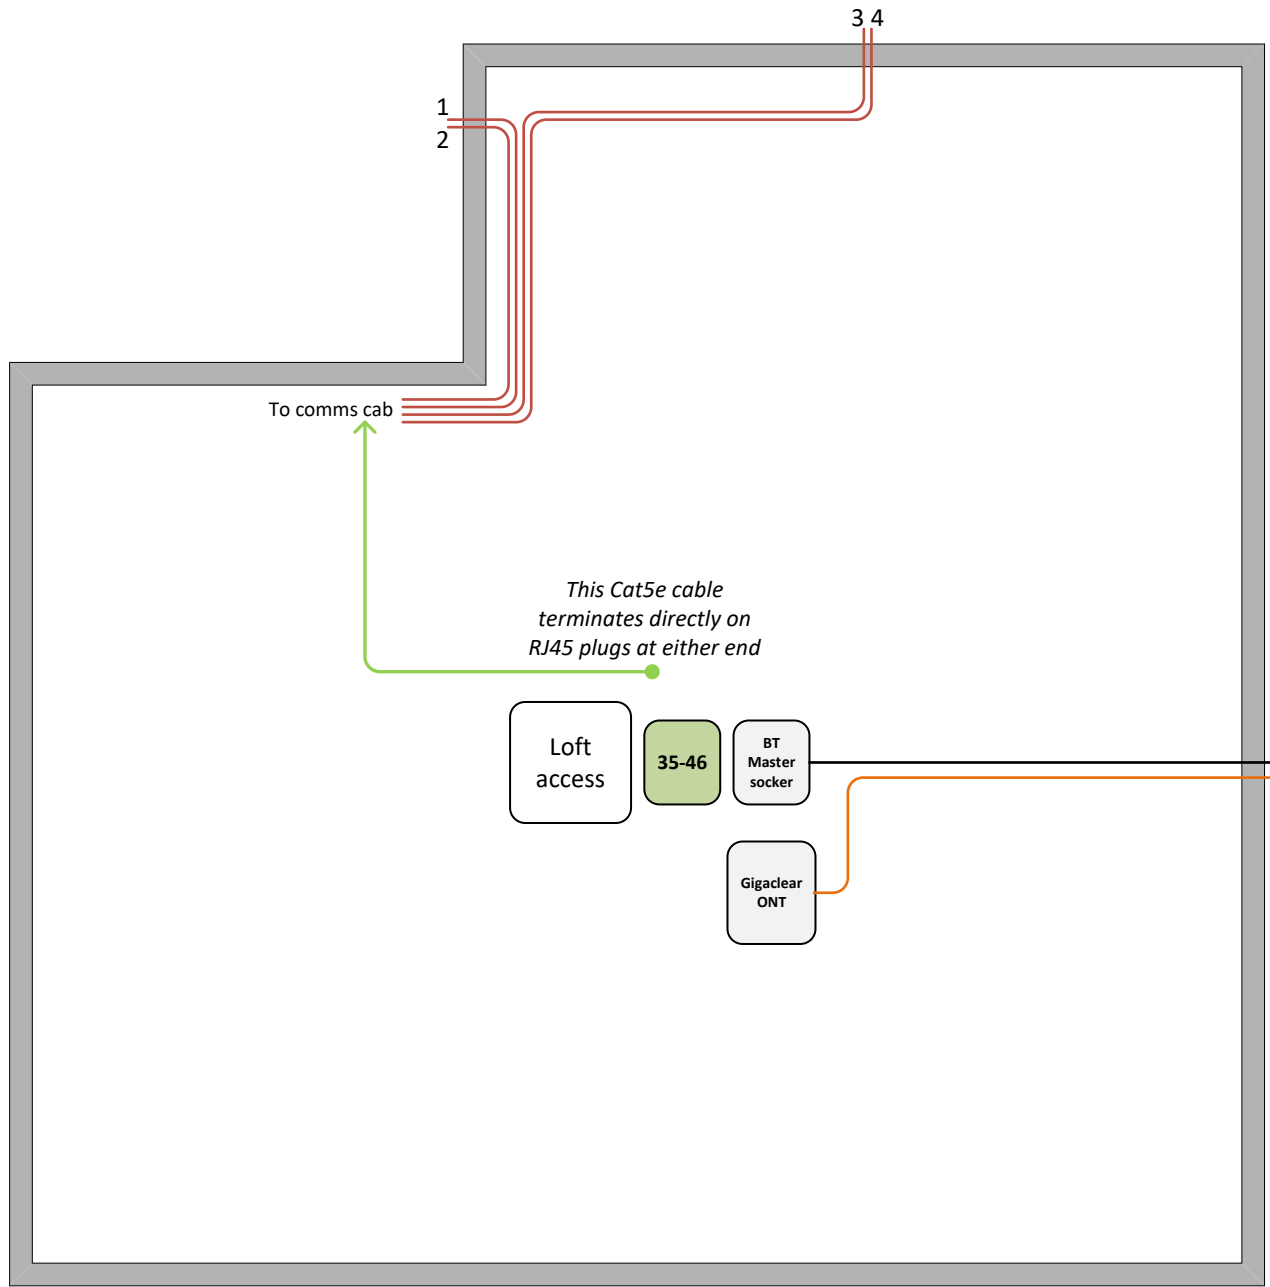 3 4
1
2
To comms cab
This Cat5e cable
terminates directly on
RJ45 plugs at either end
Loft
access
35-46
BT
Master
socker
Gigaclear
ONT